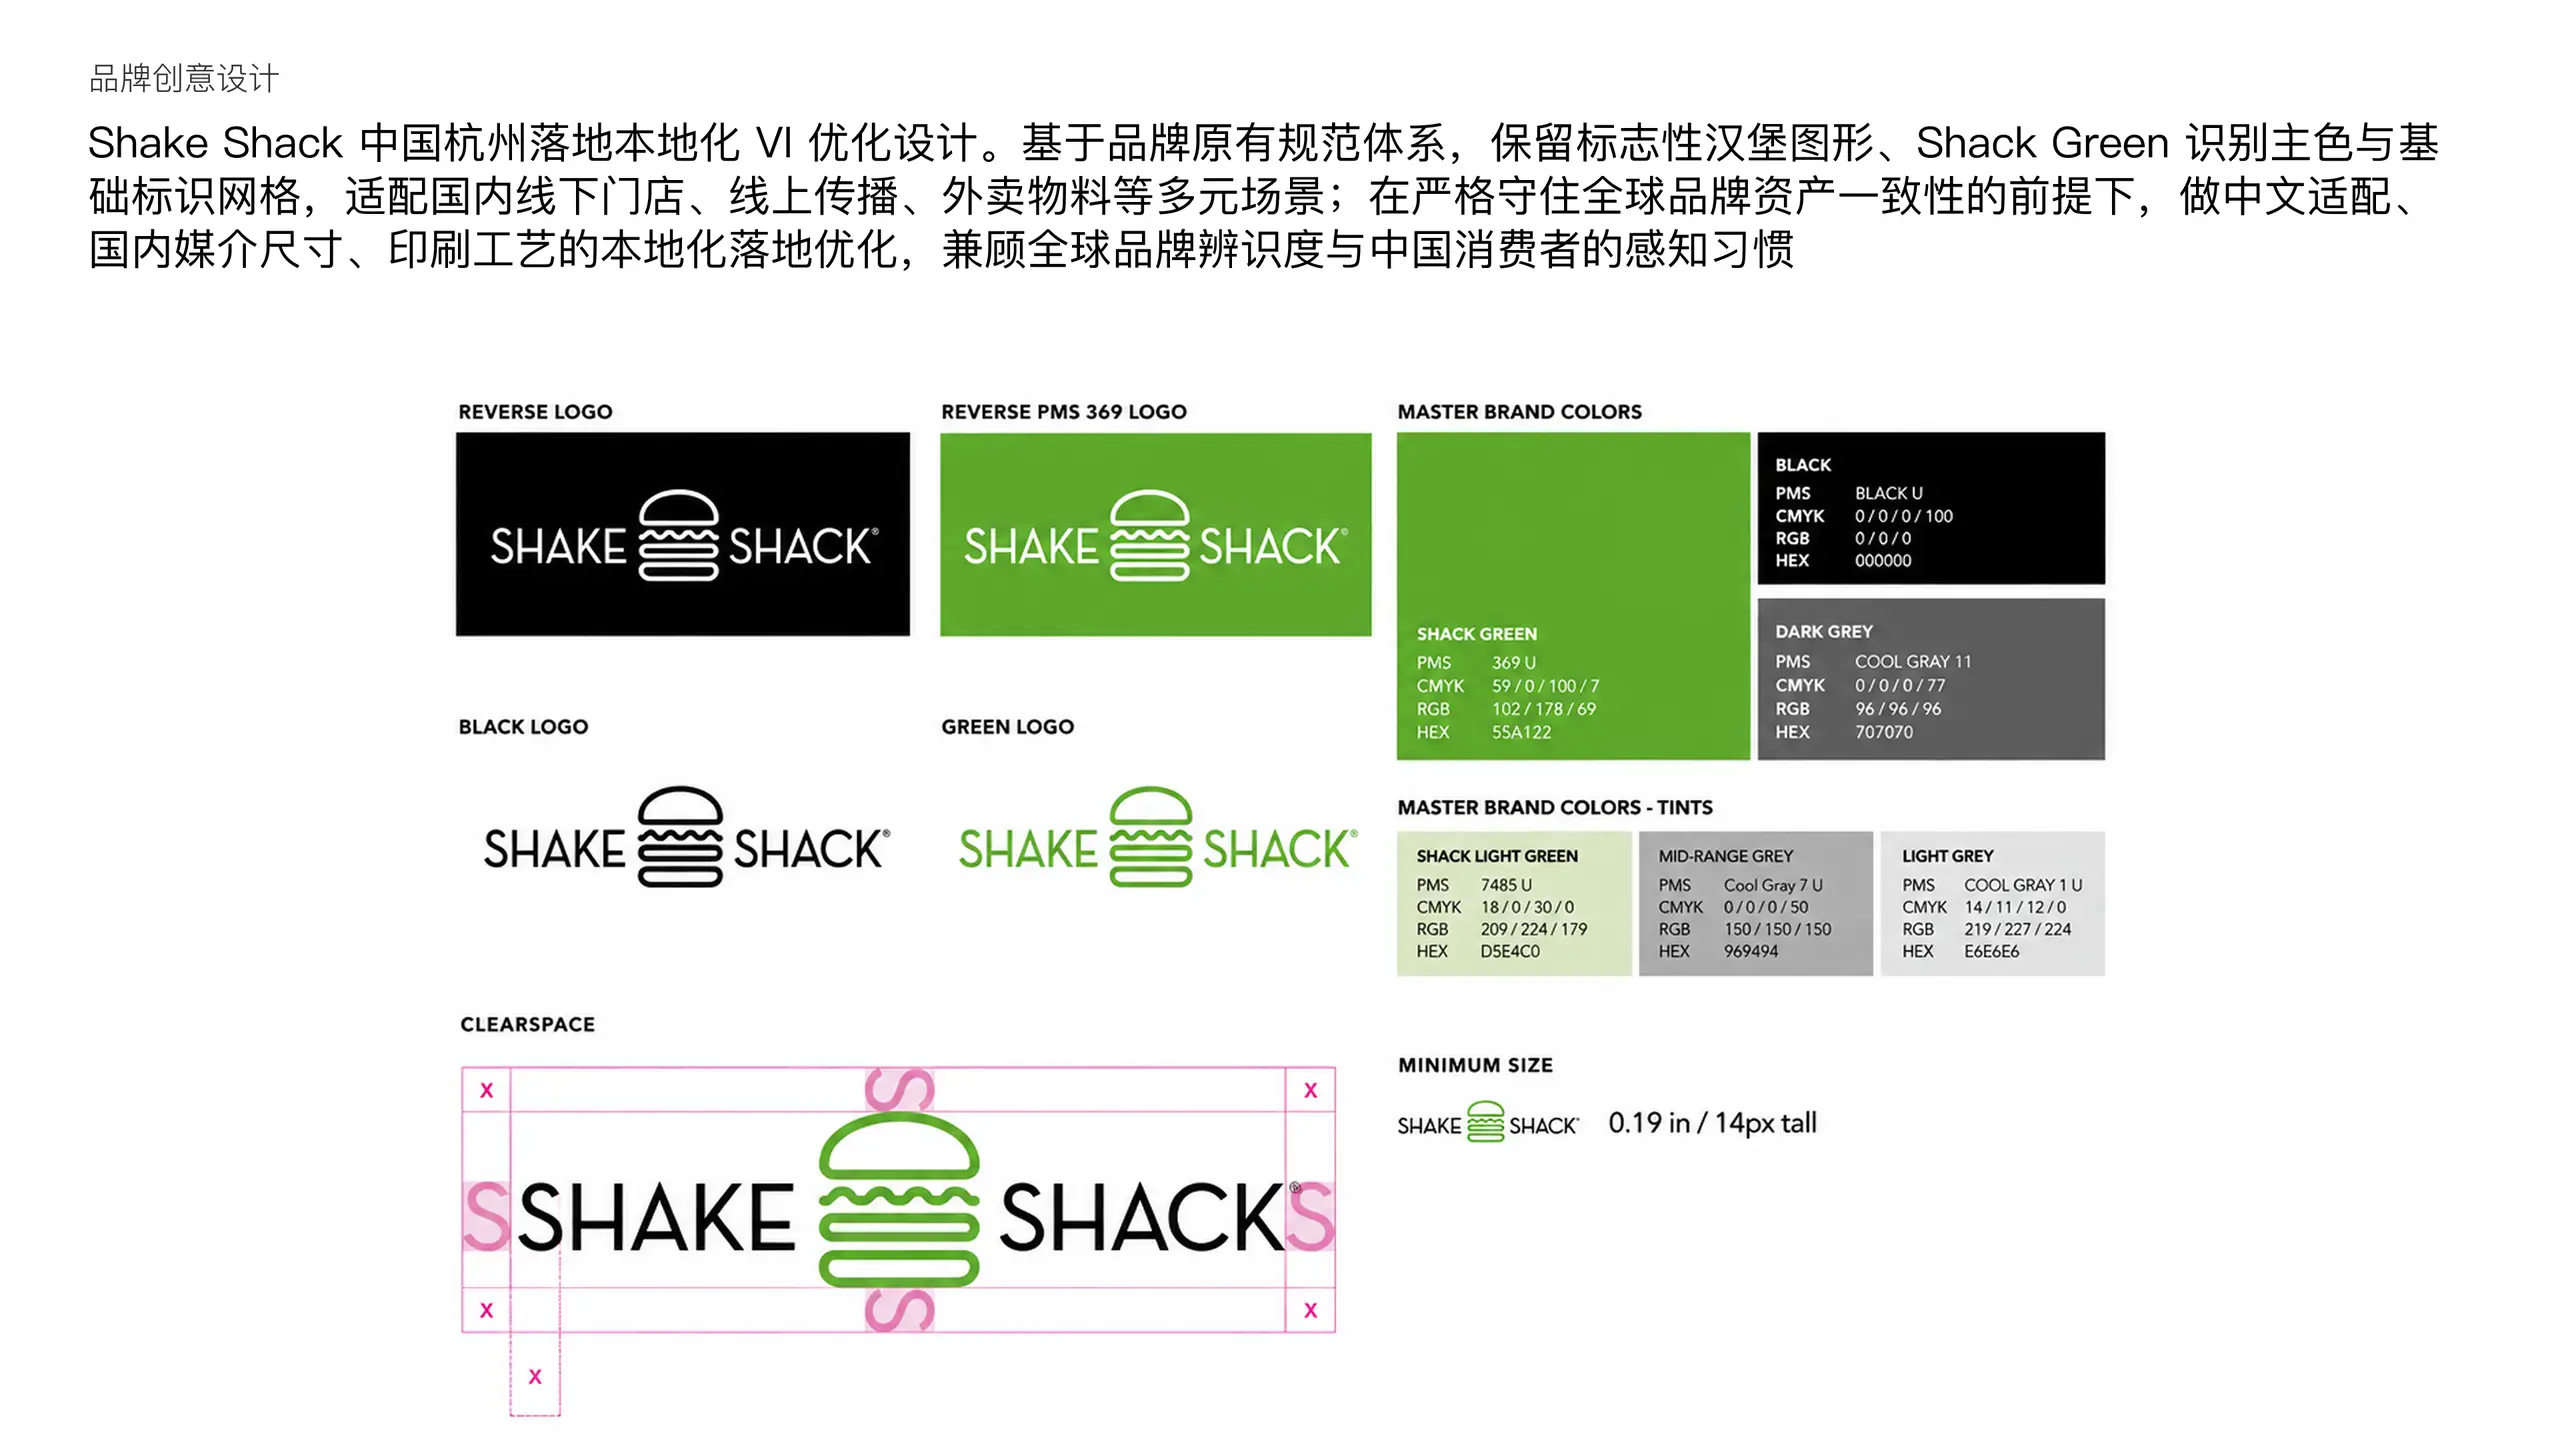 品牌创意设计
Shake Shack 中国杭州落地本地化 VI 优化设计。基于品牌原有规范体系，保留标志性汉堡图形、Shack Green 识别主色与基
础标识网格，适配国内线下门店、线上传播、外卖物料等多元场景；在严格守住全球品牌资产一致性的前提下，做中文适配、
国内媒介尺寸、印刷工艺的本地化落地优化，兼顾全球品牌辨识度与中国消费者的感知习惯
REVERSE LOGO
SHAKE SHACK®
REVERSE PMS 369 LOGO
SHAKE SHACK®
BLACK LOGO
SHAKE SHACK®
GREEN LOGO
SHAKE SHACK®
CLEARSPACE
X X
S
S SHAKE SHACK® S
S
X X
X
MASTER BRAND COLORS
SHACK GREEN
PMS 369 U
CMYK 59 / 0 / 100 / 7
RGB 102 / 178 / 69
HEX 55A122
BLACK
PMS BLACK U
CMYK 0 / 0 / 0 / 100
RGB 0 / 0 / 0
HEX 000000
DARK GREY
PMS COOL GRAY 11
CMYK 0 / 0 / 0 / 77
RGB 96 / 96 / 96
HEX 707070
MASTER BRAND COLORS - TINTS
SHACK LIGHT GREEN
PMS 7485 U
CMYK 18 / 0 / 30 / 0
RGB 209 / 224 / 179
HEX D5E4C0
MID-RANGE GREY
PMS Cool Gray 7 U
CMYK 0 / 0 / 0 / 50
RGB 150 / 150 / 150
HEX 969494
LIGHT GREY
PMS COOL GRAY 1 U
CMYK 14 / 11 / 12 / 0
RGB 219 / 227 / 224
HEX E6E6E6
MINIMUM SIZE
SHAKE SHACK® 0.19 in / 14px tall